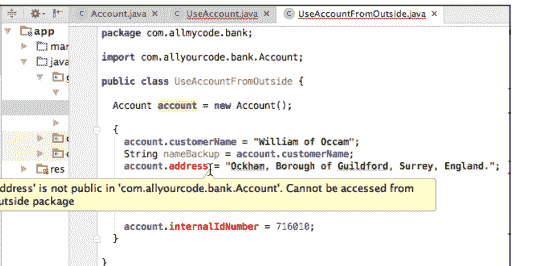 Account.java
UseAccount.java
UseAccountFromOutside.java
app
java
res
package com.allmycode.bank;
import com.allyourcode.bank.Account;
public class UseAccountFromOutside {
Account account = new Account();
{
account.customerName = "William of Occam";
String nameBackup = account.customerName;
account.address = "Ockham, Borough of Guildford, Surrey, England.";
ddress' is not public in 'com.allyourcode.bank.Account'. Cannot be accessed from
utside package
account.internalIdNumber = 716010;
}
}